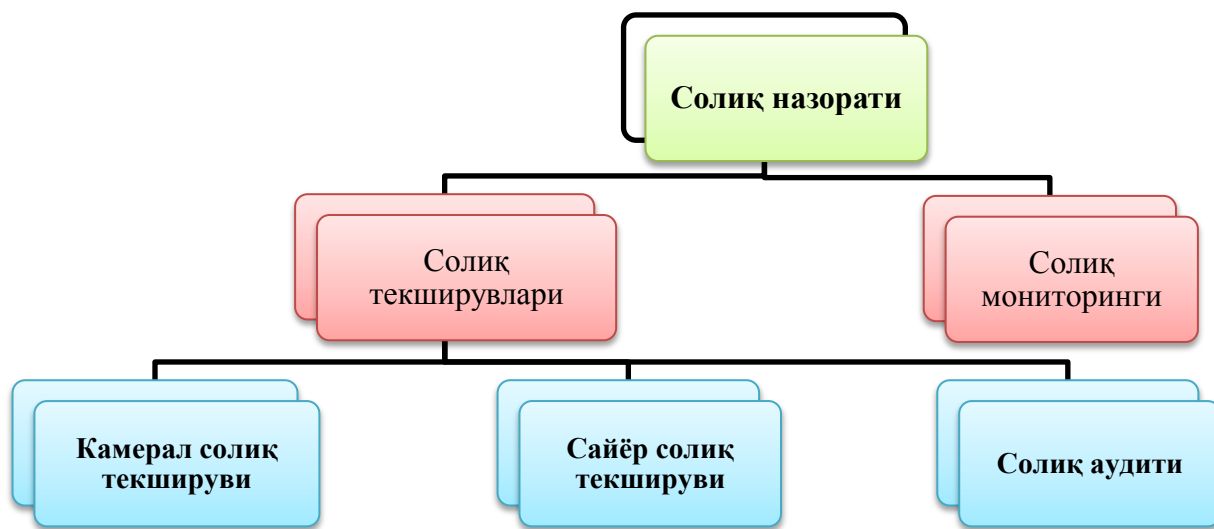 Солиқ назорати
Солиқ
текширувлари
Солиқ
мониторинги
Камерал солиқ
текшируви
Сайёр солиқ
текшируви
Солиқ аудити